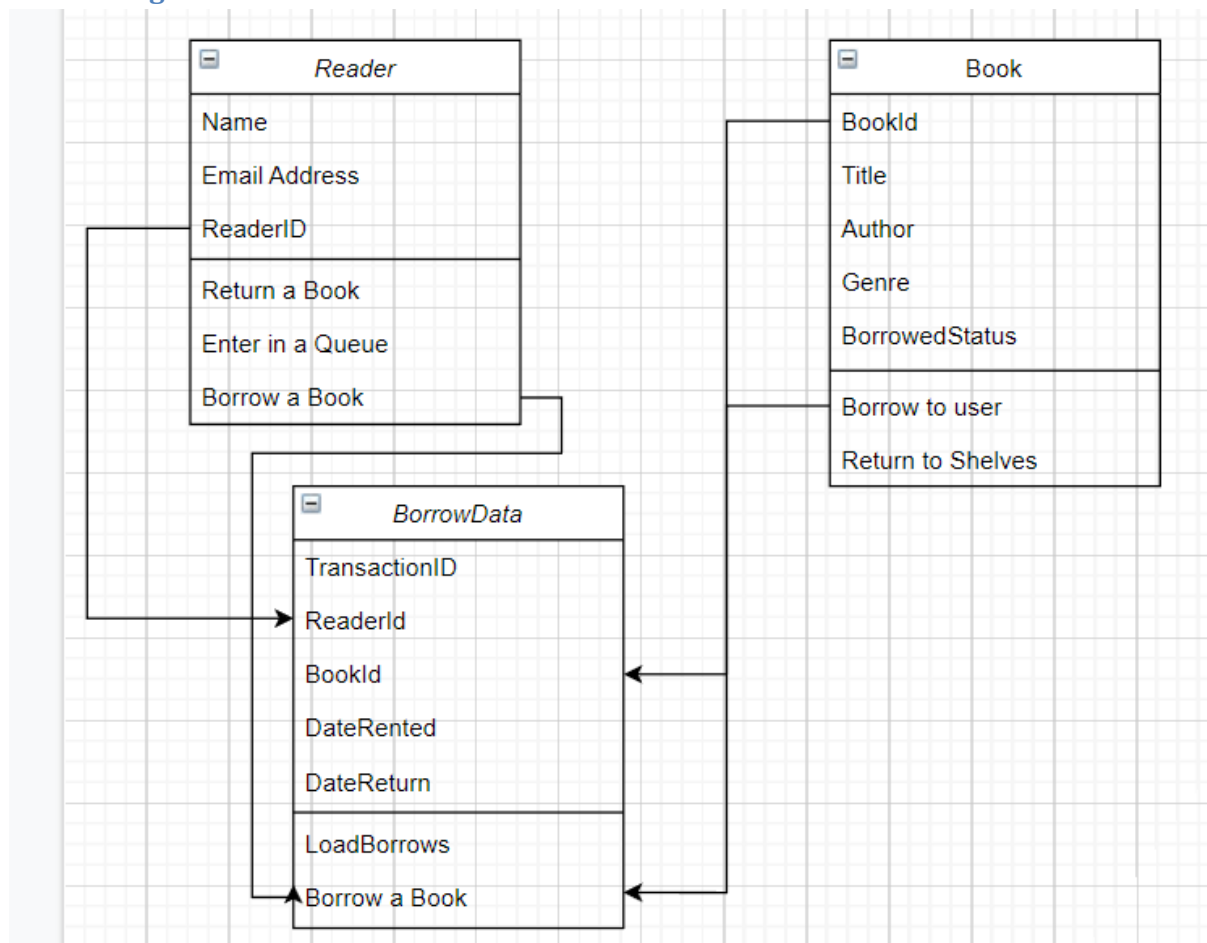 Reader
Name
Email Address
ReaderID
Return a Book
Enter in a Queue
Borrow a Book
Book
BookId
Title
Author
Genre
BorrowedStatus
Borrow to user
Return to Shelves
BorrowData
TransactionID
ReaderId
BookId
DateRented
DateReturn
LoadBorrows
Borrow a Book